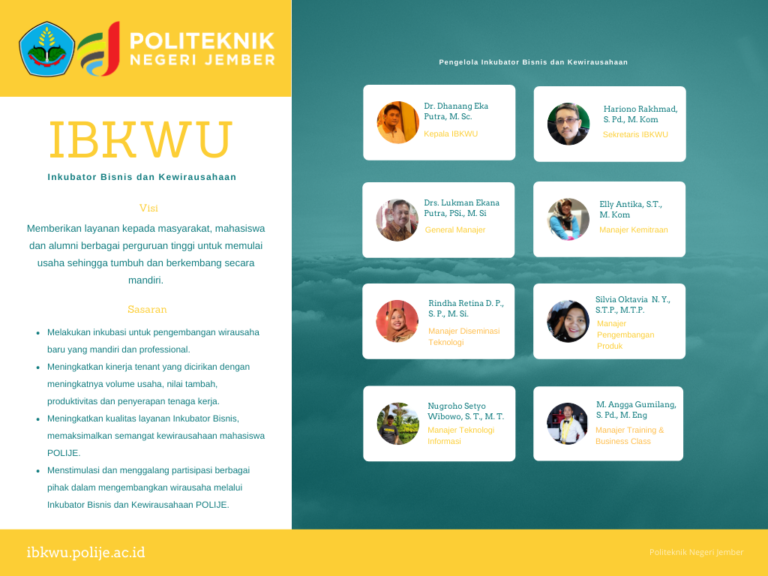 POLITEKNIK
NEGERI JEMBER
IBKWU
Inkubator Bisnis dan Kewirausahaan
Visi
Memberikan layanan kepada masyarakat, mahasiswa
dan alumni berbagai perguruan tinggi untuk memulai
usaha sehingga tumbuh dan berkembang secara
mandiri.
Sasaran
• Melakukan inkubasi untuk pengembangan wirausaha
baru yang mandiri dan professional.
• Meningkatkan kinerja tenant yang dicirikan dengan
meningkatnya volume usaha, nilai tambah,
produktivitas dan penyerapan tenaga kerja.
• Meningkatkan kualitas layanan Inkubator Bisnis,
memaksimalkan semangat kewirausahaan mahasiswa
POLIJE.
• Menstimulasi dan menggalang partisipasi berbagai
pihak dalam mengembangkan wirausaha melalui
Inkubator Bisnis dan Kewirausahaan POLIJE.
Pengelola Inkubator Bisnis dan Kewirausahaan
Dr. Dhanang Eka
Putra, M. Sc.
Kepala IBKWU
Hariono Rakhmad,
S. Pd., M. Kom
Sekretaris IBKWU
Drs. Lukman Ekana
Putra, PSi., M. Si
General Manajer
Elly Antika, S.T.,
M. Kom
Manajer Kemitraan
Rindha Retina D. P.,
S. P., M. Si.
Manajer Diseminasi
Teknologi
Silvia Oktavia N. Y.,
S.T.P., M.T.P.
Manajer
Pengembangan
Produk
Nugroho Setyo
Wibowo, S. T., M. T.
Manajer Teknologi
Informasi
M. Angga Gumilang,
S. Pd., M. Eng
Manajer Training &
Business Class
ibkwu.polije.ac.id
Politeknik Negeri Jember